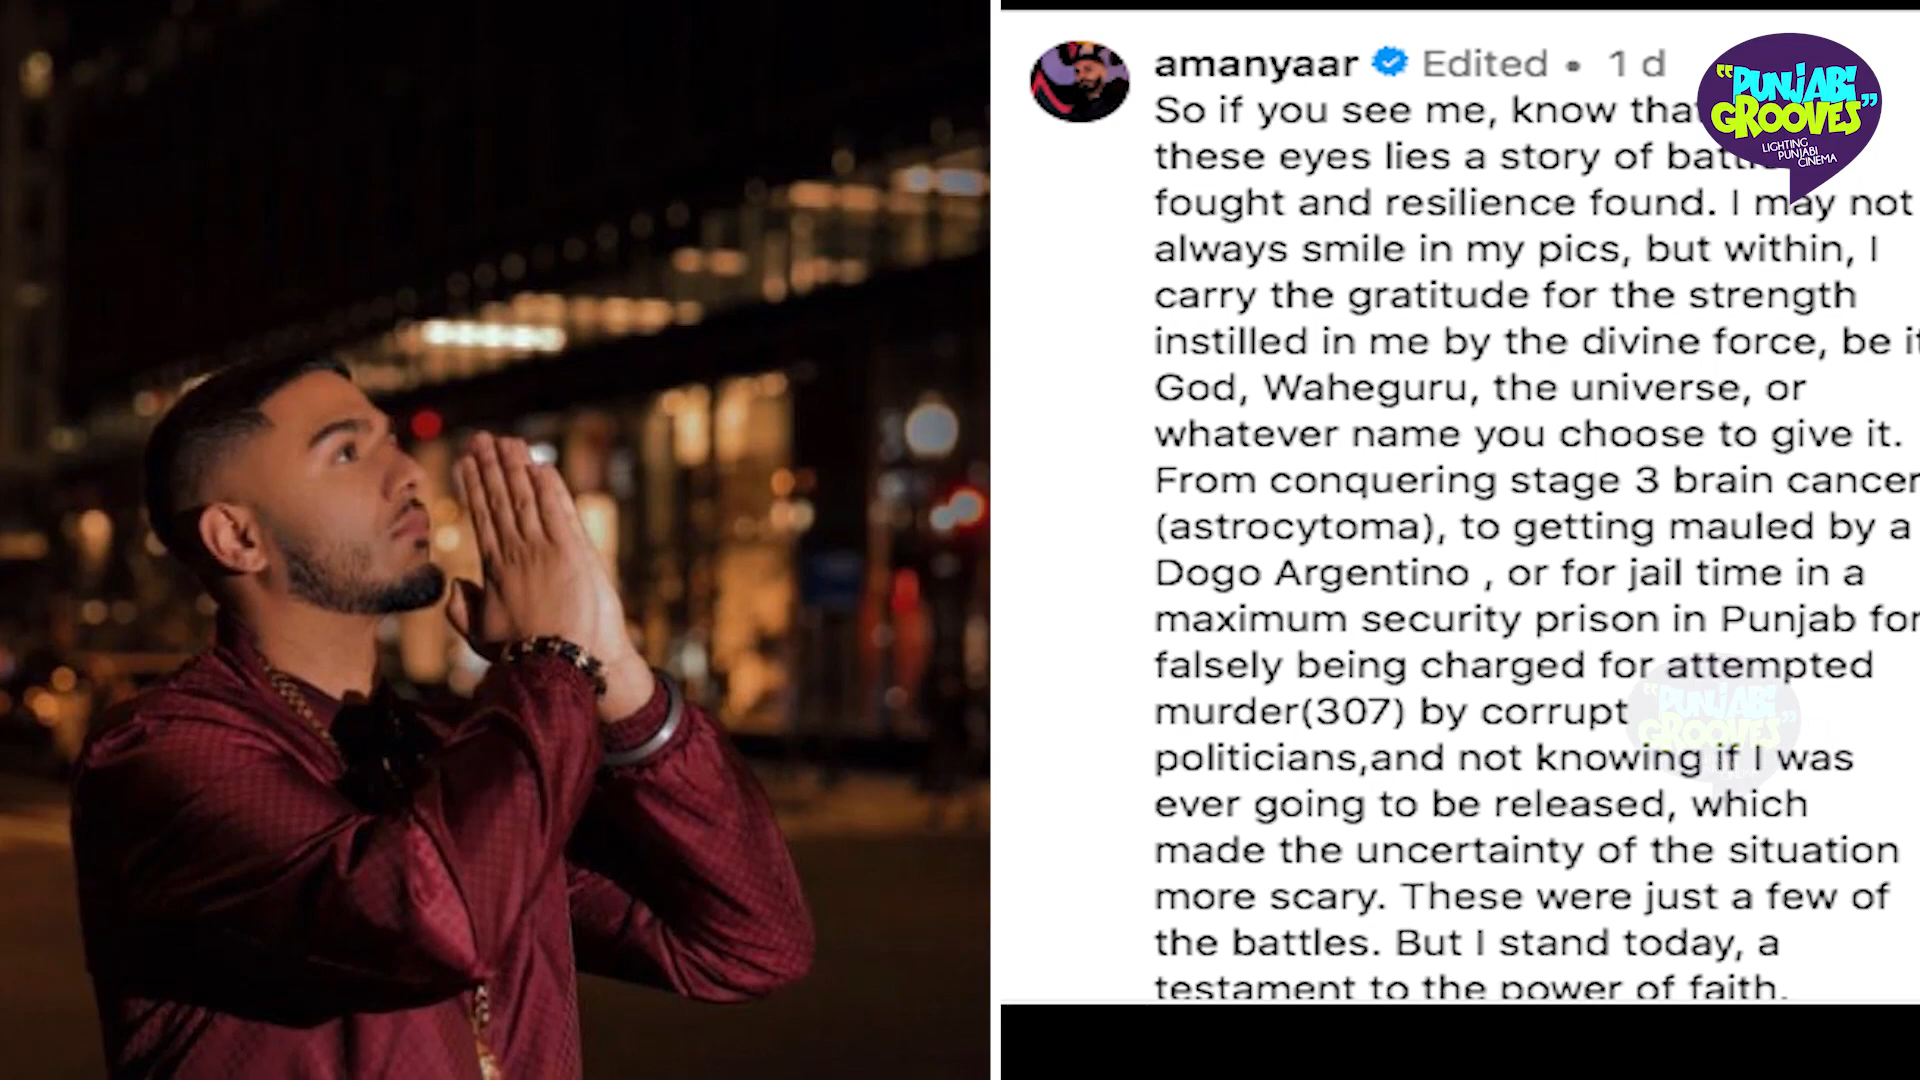 amanyaar Edited • 1 d
So if you see me, know
these eyes lies a story of
fought and resilience found. I may not
always smile in my pics, but within, I
carry the gratitude for the strength
instilled in me by the divine force, be
God, Waheguru, the universe, or
whatever name you choose to give it.
From conquering stage 3 brain cancer
(astrocytoma), to getting mauled by a
Dogo Argentino , or for jail time in a
maximum security prison in Punjab for
falsely being charged for attempted
murder(307) by corrupt
politicians,and not knowing if I was
ever going to be released, which
made the uncertainty of the situation
more scary. These were just a few of
the battles. But I stand today, a
testament to the power of faith.
"PUNJABI
GROOVES"
LIGHTING
PUNJABI
CINEMA
"PUNJABI
GROOVES"